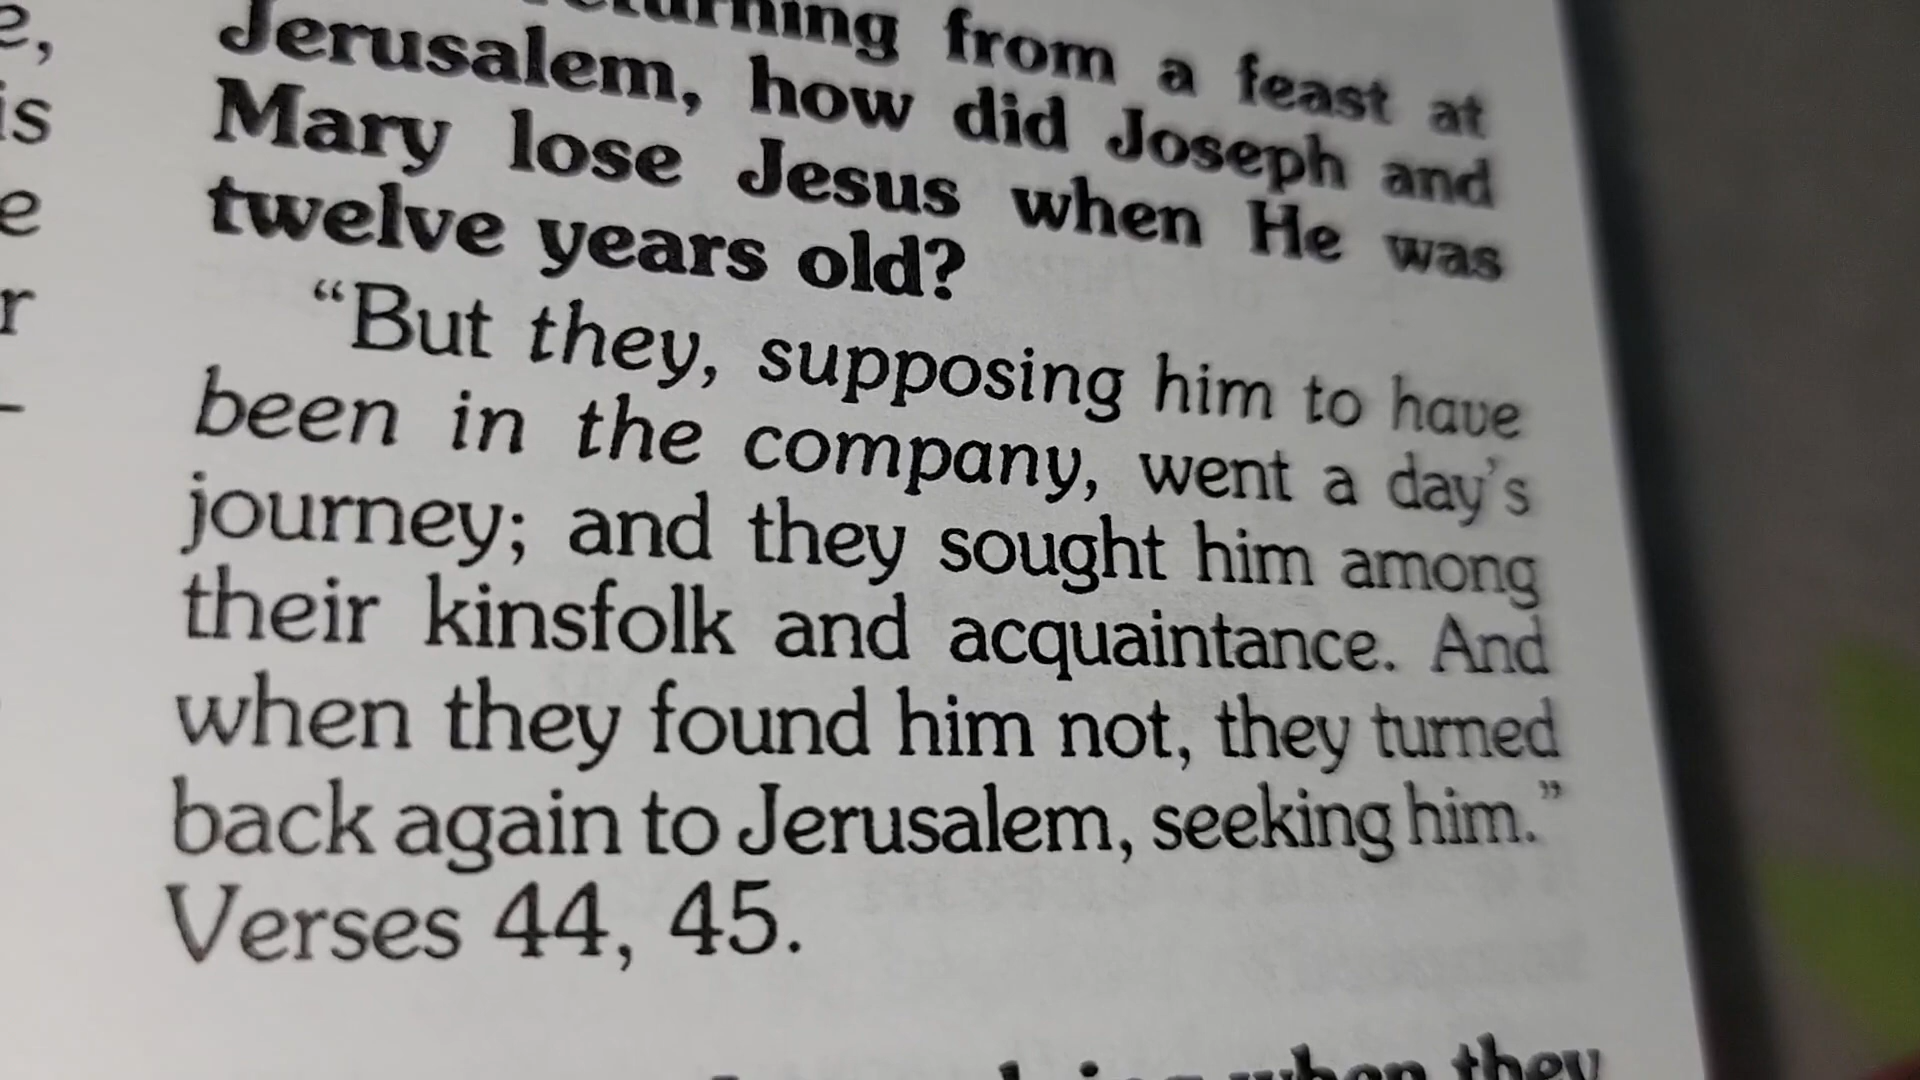 returning from a feast at
Jerusalem, how did Joseph and
Mary lose Jesus when He was
twelve years old?
“But they, supposing him to have
been in the company, went a day's
journey; and they sought him among
their kinsfolk and acquaintance. And
when they found him not, they turned
back again to Jerusalem, seeking him.”
Verses 44, 45.
when they
e,
is
e
r
-